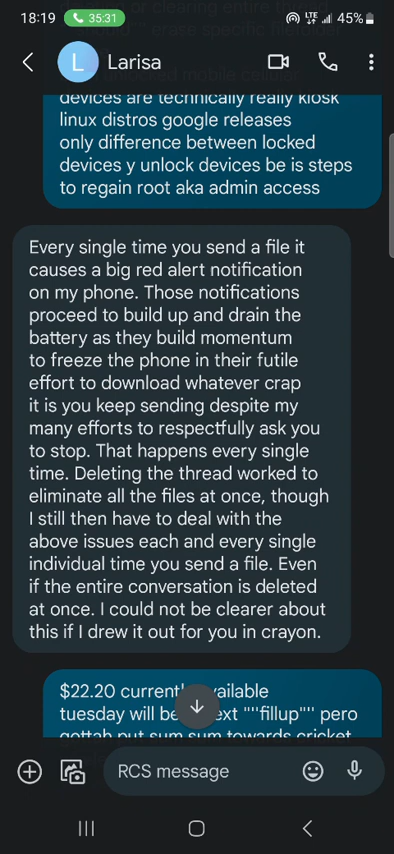 18:19 35:31 LTE 45%
"" erase specific
Larisa
devices are technically really kiosk
linux distros google releases
only difference between locked
devices y unlock devices be is steps
to regain root aka admin access
Every single time you send a file it
causes a big red alert notification
on my phone. Those notifications
proceed to build up and drain the
battery as they build momentum
to freeze the phone in their futile
effort to download whatever crap
it is you keep sending despite my
many efforts to respectfully ask you
to stop. That happens every single
time. Deleting the thread worked to
eliminate all the files at once, though
I still then have to deal with the
above issues each and every single
individual time you send a file. Even
if the entire conversation is deleted
at once. I could not be clearer about
this if I drew it out for you in crayon.
$22.20
tuesday will be ""fillup"" pero
gottah put sum sum towards cricket
RCS message